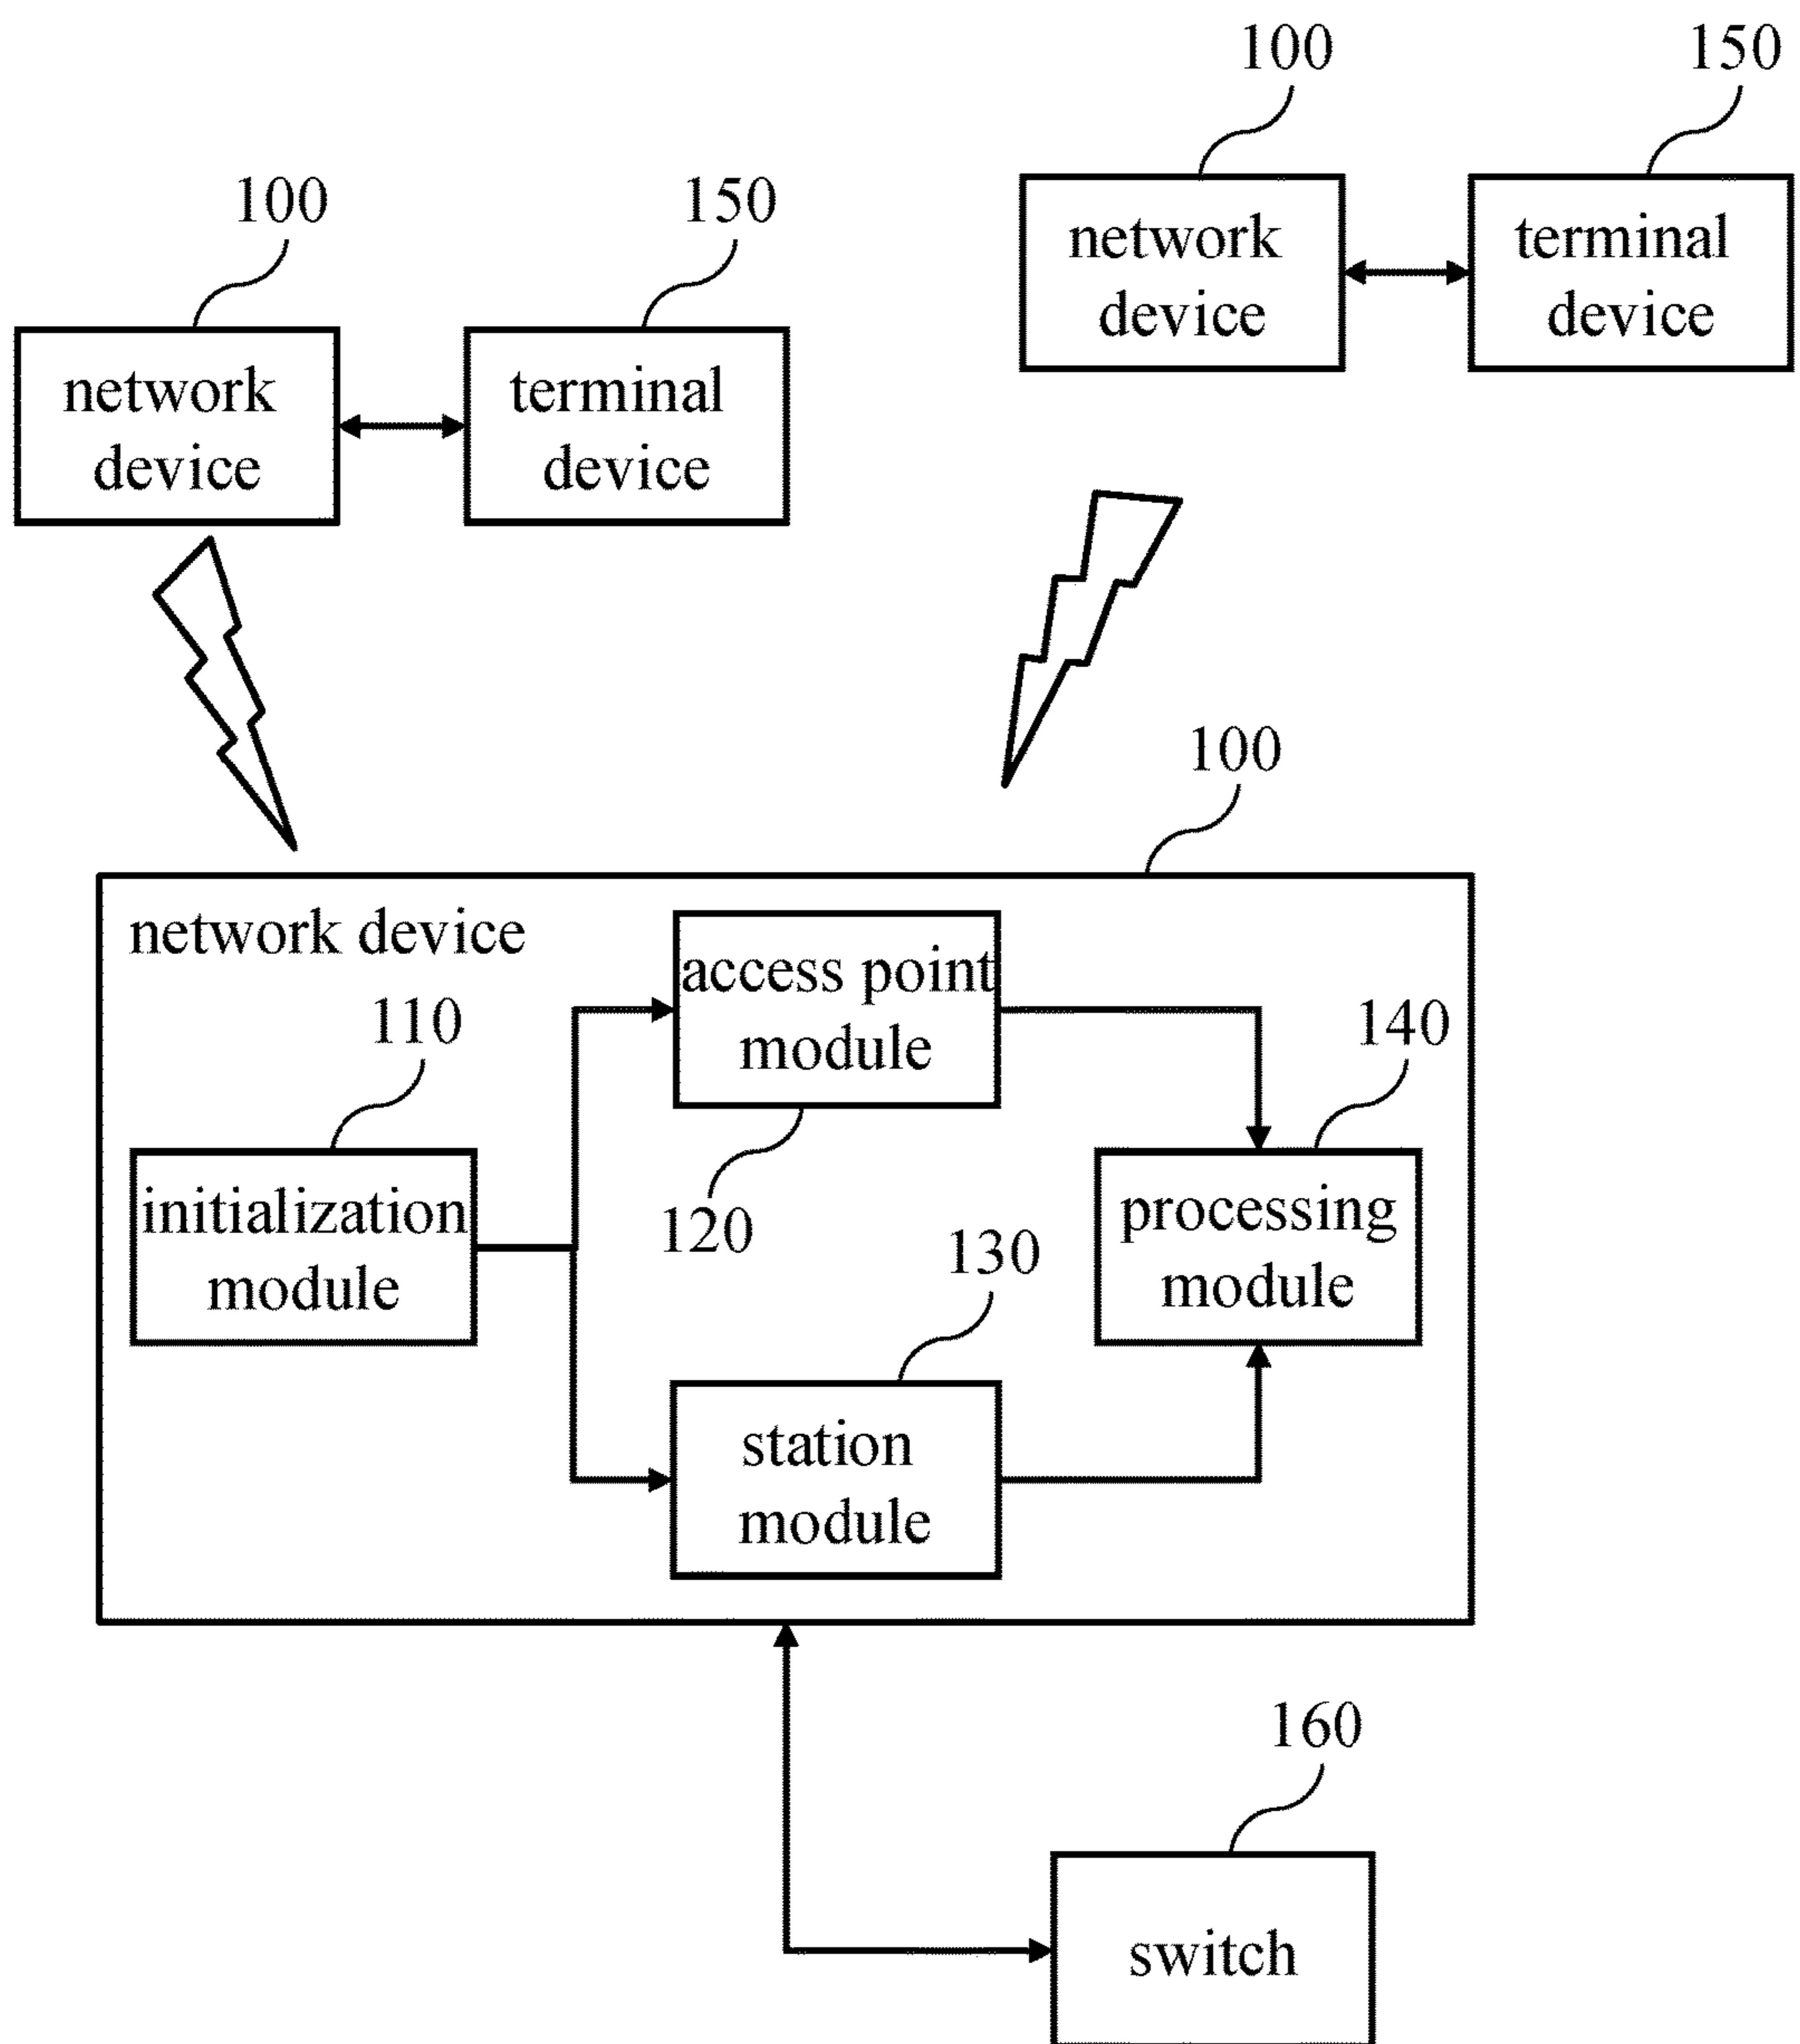 100
150
network
device
terminal
device
100
150
network
device
terminal
device
100
network device
access point
module
110
140
initialization
module
120
processing
module
130
station
module
160
switch